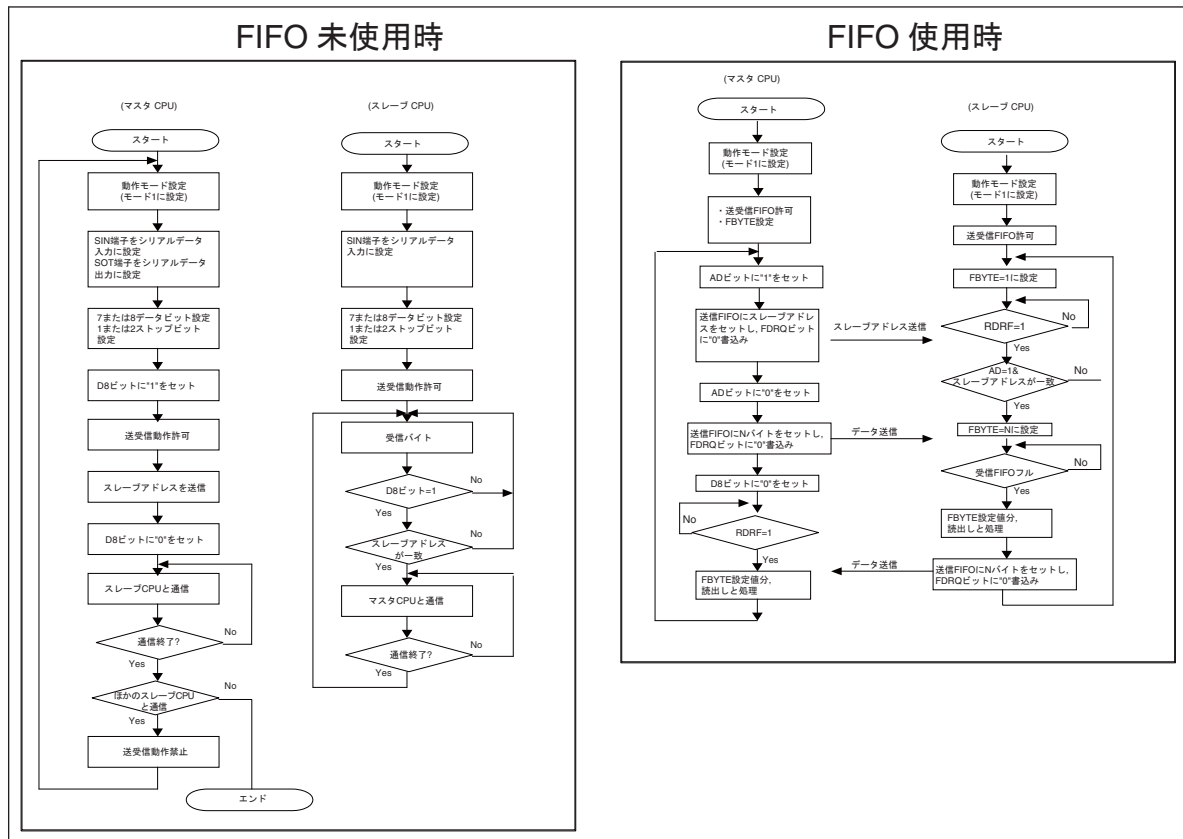 FIFO 未使用時
(マスタ CPU)
スタート
動作モード設定
(モード1に設定)
SIN端子をシリアルデータ
入力に設定
SOT端子をシリアルデータ
出力に設定
7または8データビット設定
1または2ストップビット
設定
D8ビットに"1"をセット
送受信動作許可
スレーブアドレスを送信
D8ビットに"0"をセット
スレーブCPUと通信
通信終了?
No
Yes
ほかのスレーブCPU
と通信
No
Yes
送受信動作禁止
エンド
(スレーブ CPU)
スタート
動作モード設定
(モード1に設定)
SIN端子をシリアルデータ
入力に設定
7または8データビット設定
1または2ストップビット
設定
送受信動作許可
受信バイト
D8ビット=1
No
Yes
スレーブアドレス
が一致
No
Yes
マスタCPUと通信
通信終了?
No
Yes
FIFO 使用時
(マスタ CPU)
スタート
動作モード設定
(モード1に設定)
・送受信FIFO許可
・FBYTE設定
ADビットに"1"をセット
送信FIFOにスレーブアドレス
をセットし, FDRQビット
に"0"書込み
スレーブアドレス送信
ADビットに"0"をセット
送信FIFOにNバイトをセットし,
FDRQビットに"0"書込み
データ送信
D8ビットに"0"をセット
No
RDRF=1
Yes
FBYTE設定値分,
読出しと処理
データ送信
(スレーブ CPU)
スタート
動作モード設定
(モード1に設定)
送受信FIFO許可
FBYTE=1に設定
RDRF=1
No
Yes
AD=1&
スレーブアドレスが一致
No
Yes
FBYTE=Nに設定
受信FIFOフル
No
Yes
FBYTE設定値分,
読出しと処理
送信FIFOにNバイトをセットし,
FDRQビットに"0"書込み